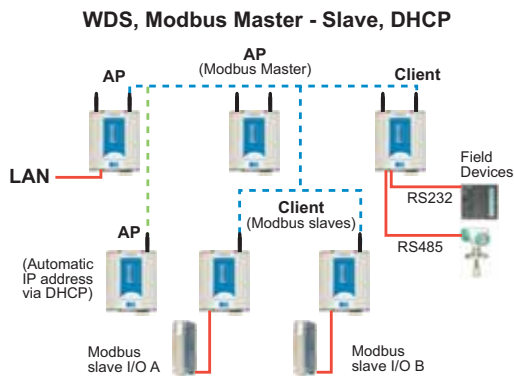 WDS, Modbus Master - Slave, DHCP
AP
AP
(Modbus Master)
Client
LAN
Field
Devices
RS232
RS485
AP
(Automatic
IP address
via DHCP)
Client
(Modbus slaves)
Modbus
slave I/O A
Modbus
slave I/O B